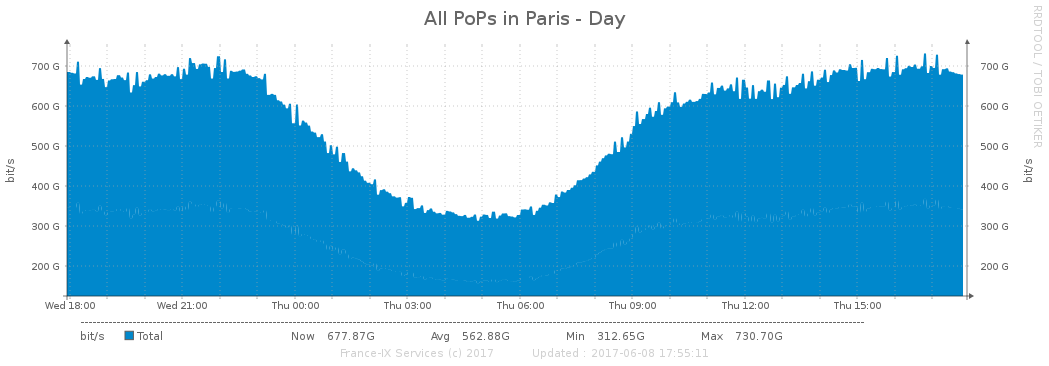 All PoPs in Paris - Day
RRDTOOL / TOBI OETIKER
bit/s
700 G 700 G
600 G 600 G
500 G 500 G
400 G 400 G
300 G 300 G
200 G 200 G
bit/s
Wed 18:00 Wed 21:00 Thu 00:00 Thu 03:00 Thu 06:00 Thu 09:00 Thu 12:00 Thu 15:00
bit/s Total Now 677.87G Avg 562.88G Min 312.65G Max 730.70G
France-IX Services (c) 2017 Updated : 2017-06-08 17:55:11